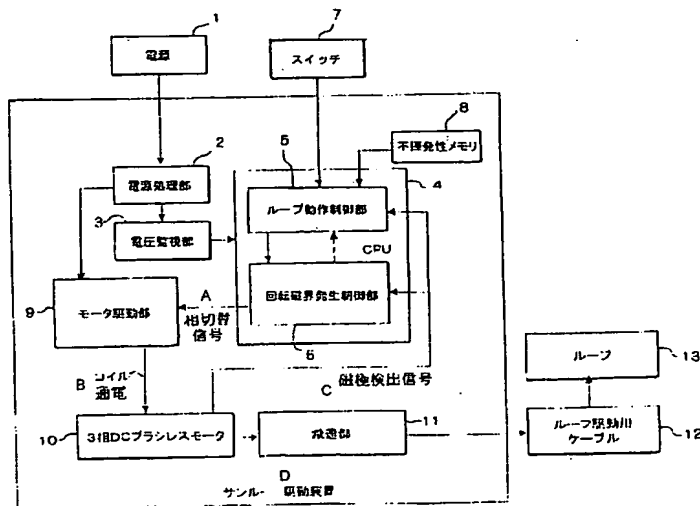 1
電源
7
スイッチ
8
不揮発性メモリ
2
電源処理部
3
電圧監視部
5
4
ループ動作制御部
CPU
回転磁界発生制御部
6
A
相切替
信号
9
モータ駆動部
B コイル
通電
磁極検出信号
C
10
3相DCブラシレスモータ
11
減速部
ループ
13
ルーフ駆動用
ケーブル
12
D
サンルー 駆動装置